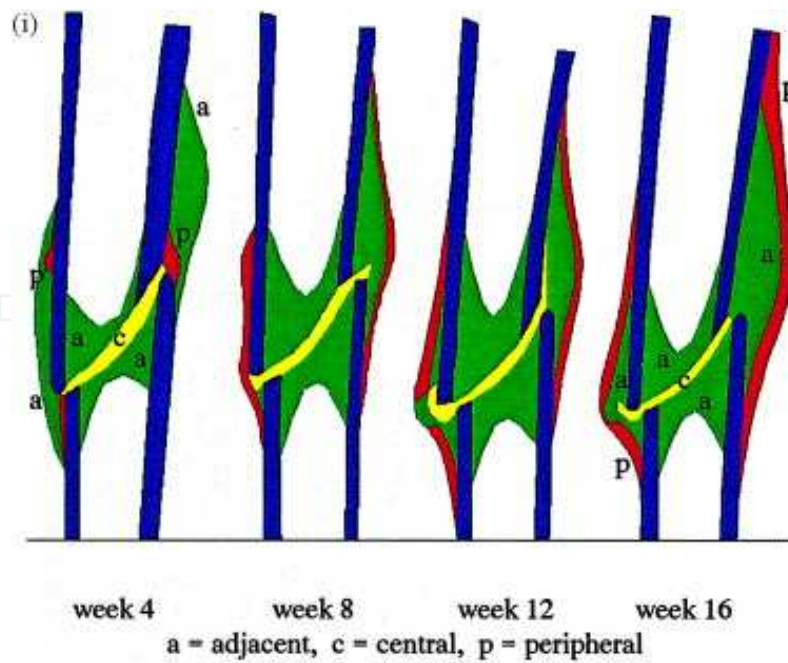 (i)
a
p
p
a
c
a
a
p
a
a
a
c
a
p
week 4 week 8 week 12 week 16
a = adjacent, c = central, p = peripheral